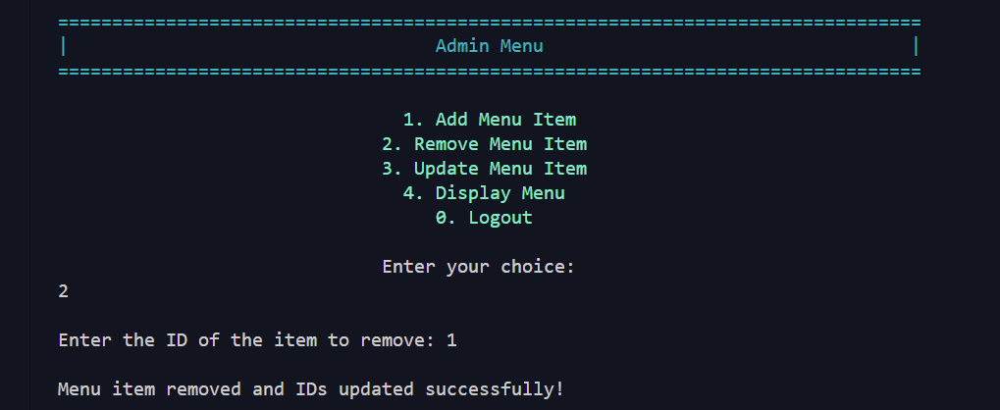 ================================================================================
| Admin Menu |
================================================================================
1. Add Menu Item
2. Remove Menu Item
3. Update Menu Item
4. Display Menu
0. Logout
Enter your choice:
2
Enter the ID of the item to remove: 1
Menu item removed and IDs updated successfully!